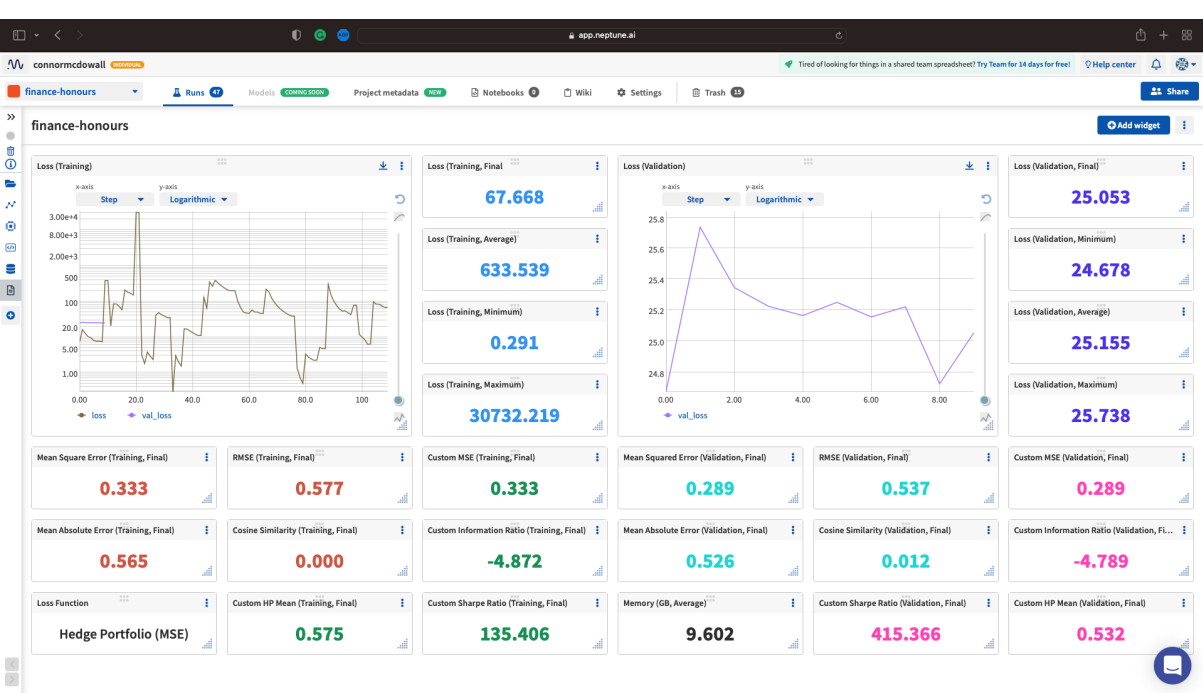 app.neptune.ai
connormcdowall INDIVIDUAL
Tired of looking for things in a shared team spreadsheet? Try Team for 14 days for free!
Help center
finance-honours
Runs 47
Models COMING SOON
Project metadata NEW
Notebooks 0
Wiki
Settings
Trash 15
Share
finance-honours
Add widget
Loss (Training)
x-axis y-axis
Step Logarithmic
3.00e+4
8.00e+3
2.00e+3
500
100
20.0
5.00
1.00
0.00 20.0 40.0 60.0 80.0 100
loss val_loss
Loss (Training, Final
67.668
Loss (Training, Average)
633.539
Loss (Training, Minimum)
0.291
Loss (Training, Maximum)
30732.219
Loss (Validation)
x-axis y-axis
Step Logarithmic
25.8
25.6
25.4
25.2
25.0
24.8
0.00 2.00 4.00 6.00 8.00
val_loss
Loss (Validation, Final)
25.053
Loss (Validation, Minimum)
24.678
Loss (Validation, Average)
25.155
Loss (Validation, Maximum)
25.738
Mean Square Error (Training, Final)
0.333
RMSE (Training, Final)
0.577
Custom MSE (Training, Final)
0.333
Mean Squared Error (Validation, Final)
0.289
RMSE (Validation, Final)
0.537
Custom MSE (Validation, Final)
0.289
Mean Absolute Error (Training, Final)
0.565
Cosine Similarity (Training, Final)
0.000
Custom Information Ratio (Training, Final)
-4.872
Mean Absolute Error (Validation, Final)
0.526
Cosine Similarity (Validation, Final)
0.012
Custom Information Ratio (Validation, Fi...
-4.789
Loss Function
Hedge Portfolio (MSE)
Custom HP Mean (Training, Final)
0.575
Custom Sharpe Ratio (Training, Final)
135.406
Memory (GB, Average)
9.602
Custom Sharpe Ratio (Validation, Final)
415.366
Custom HP Mean (Validation, Final)
0.532